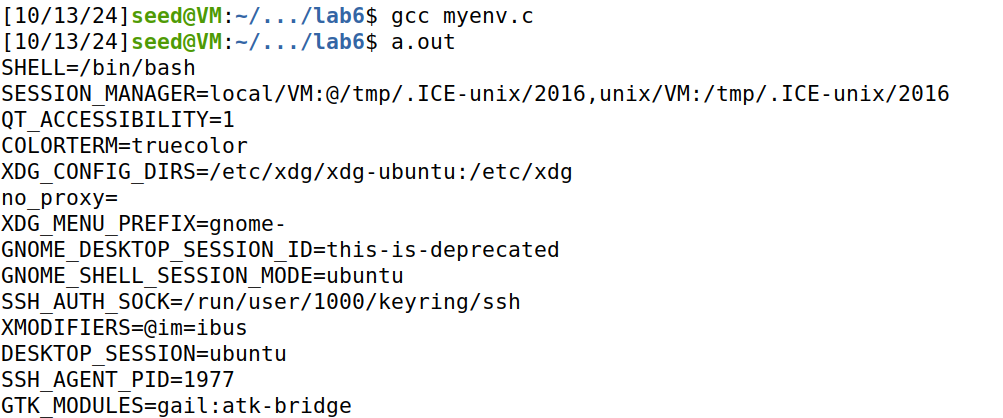 [10/13/24]seed@VM:~/.../lab6$ gcc myenv.c
[10/13/24]seed@VM:~/.../lab6$ a.out
SHELL=/bin/bash
SESSION_MANAGER=local/VM:@/tmp/.ICE-unix/2016,unix/VM:/tmp/.ICE-unix/2016
QT_ACCESSIBILITY=1
COLORTERM=truecolor
XDG_CONFIG_DIRS=/etc/xdg/xdg-ubuntu:/etc/xdg
no_proxy=
XDG_MENU_PREFIX=gnome-
GNOME_DESKTOP_SESSION_ID=this-is-deprecated
GNOME_SHELL_SESSION_MODE=ubuntu
SSH_AUTH_SOCK=/run/user/1000/keyring/ssh
XMODIFIERS=@im=ibus
DESKTOP_SESSION=ubuntu
SSH_AGENT_PID=1977
GTK_MODULES=gail:atk-bridge